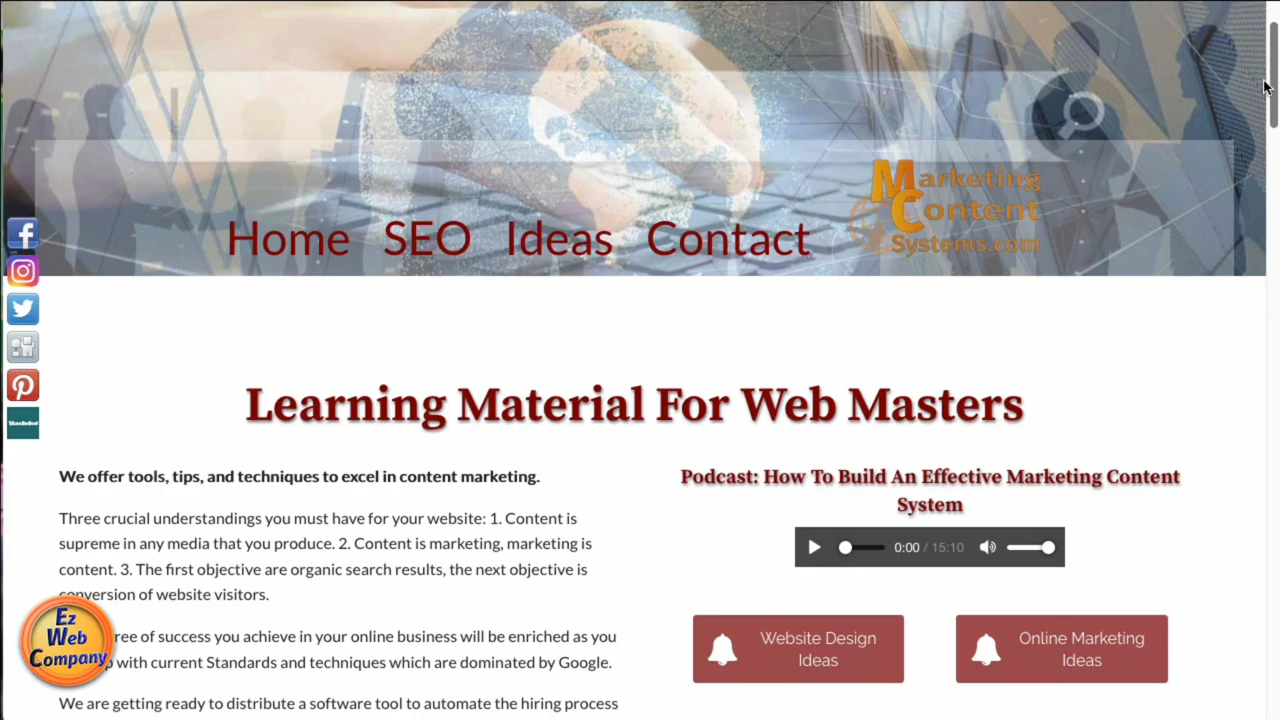 Marketing
Content
Systems.com
Home SEO Ideas Contact
Learning Material For Web Masters
We offer tools, tips, and techniques to excel in content marketing.
Three crucial understandings you must have for your website: 1. Content is
supreme in any media that you produce. 2. Content is marketing, marketing is
content. 3. The first objective are organic search results, the next objective is
conversion of website visitors.
ree of success you achieve in your online business will be enriched as you
with current Standards and techniques which are dominated by Google.
We are getting ready to distribute a software tool to automate the hiring process
Podcast: How To Build An Effective Marketing Content
System
0:00 / 15:10
Website Design
Ideas
Online Marketing
Ideas
Ez
Web
Company